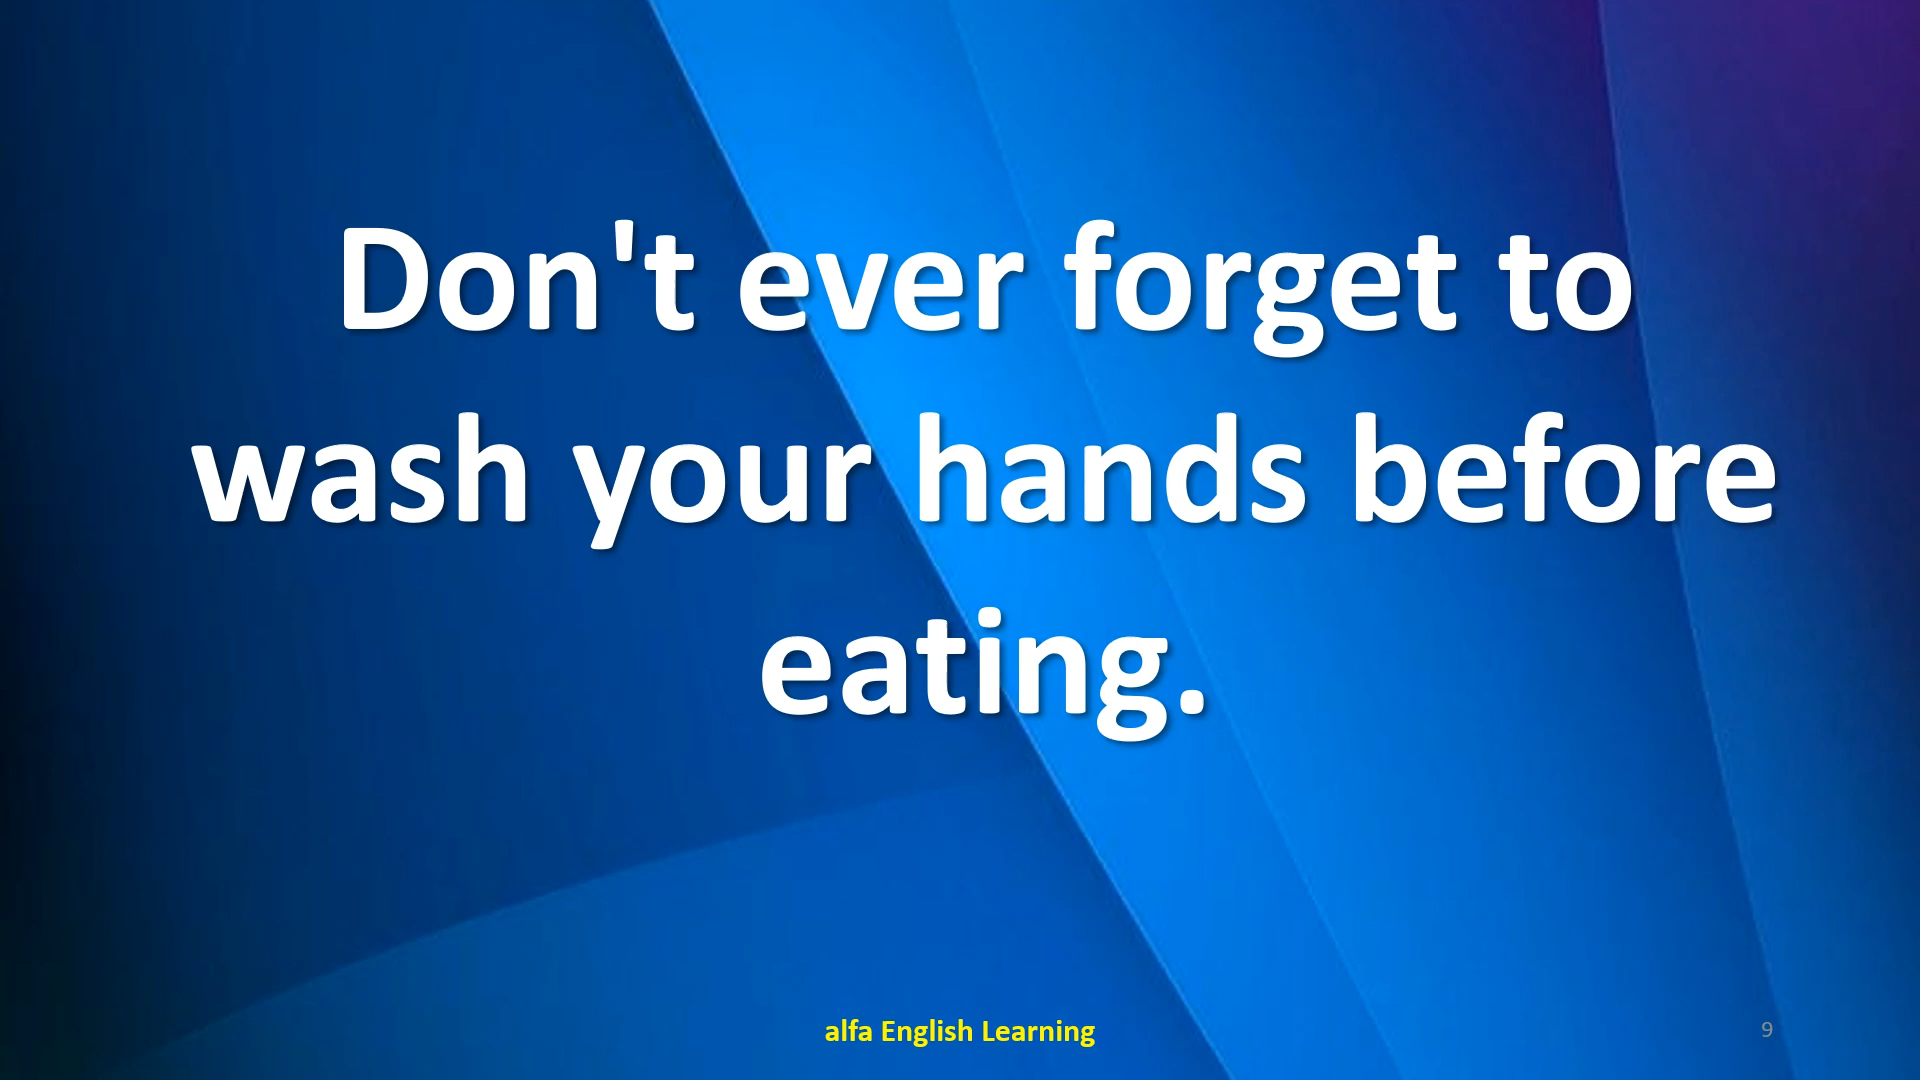 Don't ever forget to
wash your hands before
eating.
alfa English Learning
9